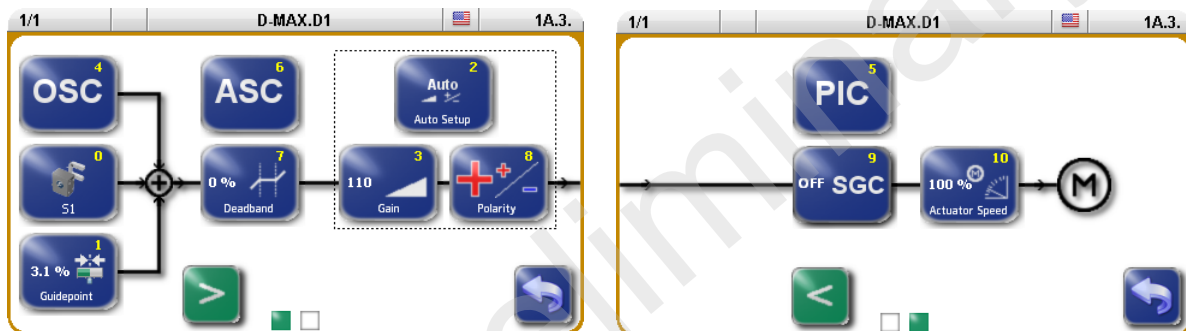 1/1 D-MAX.D1 1A.3.
4
OSC
6
ASC
2
Auto
+/-
Auto Setup
0
S1
7
0 %
Deadband
3
110
Gain
8
+ + / -
Polarity
1
3.1 %
Guidepoint
>
1/1 D-MAX.D1 1A.3.
5
PIC
9
OFF SGC
10
M
100 %
Actuator Speed
M
<